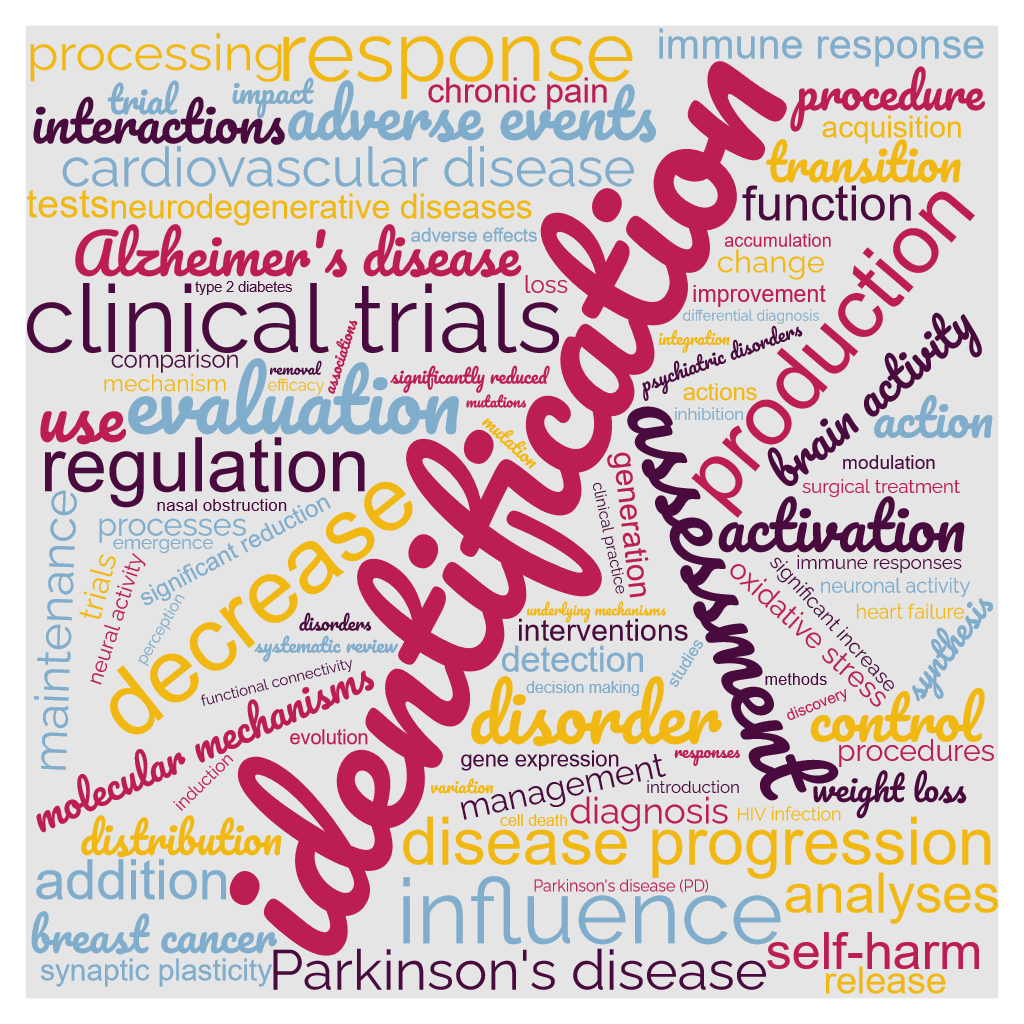 processing
response
immune response
trial
impact
chronic pain
procedure
interactions
adverse events
acquisition
cardiovascular disease
transition
tests
neurodegenerative diseases
function
Alzheimer's disease
adverse effects
accumulation
change
type 2 diabetes
loss
improvement
clinical trials
differential diagnosis
production
identification
comparison
removal
associations
integration
psychiatric disorders
brain activity
mechanism
efficacy
significantly reduced
actions
use
evaluation
mutations
inhibition
action
mutation
assessment
regulation
generation
modulation
surgical treatment
nasal obstruction
clinical practice
maintenance
processes
emergence
significant reduction
decrease
activation
immune responses
trials
neural activity
perception
oxidative stress
significant increase
neuronal activity
heart failure
disorders
underlying mechanisms
interventions
synthesis
systematic review
detection
studies
functional connectivity
decision making
methods
discovery
molecular mechanisms
evolution
disorder
control
induction
gene expression
responses
procedures
variation
management
introduction
weight loss
cell death
diagnosis
HIV infection
distribution
disease progression
addition
influence
Parkinson's disease (PD)
analyses
breast cancer
self-harm
synaptic plasticity
Parkinson's disease
release